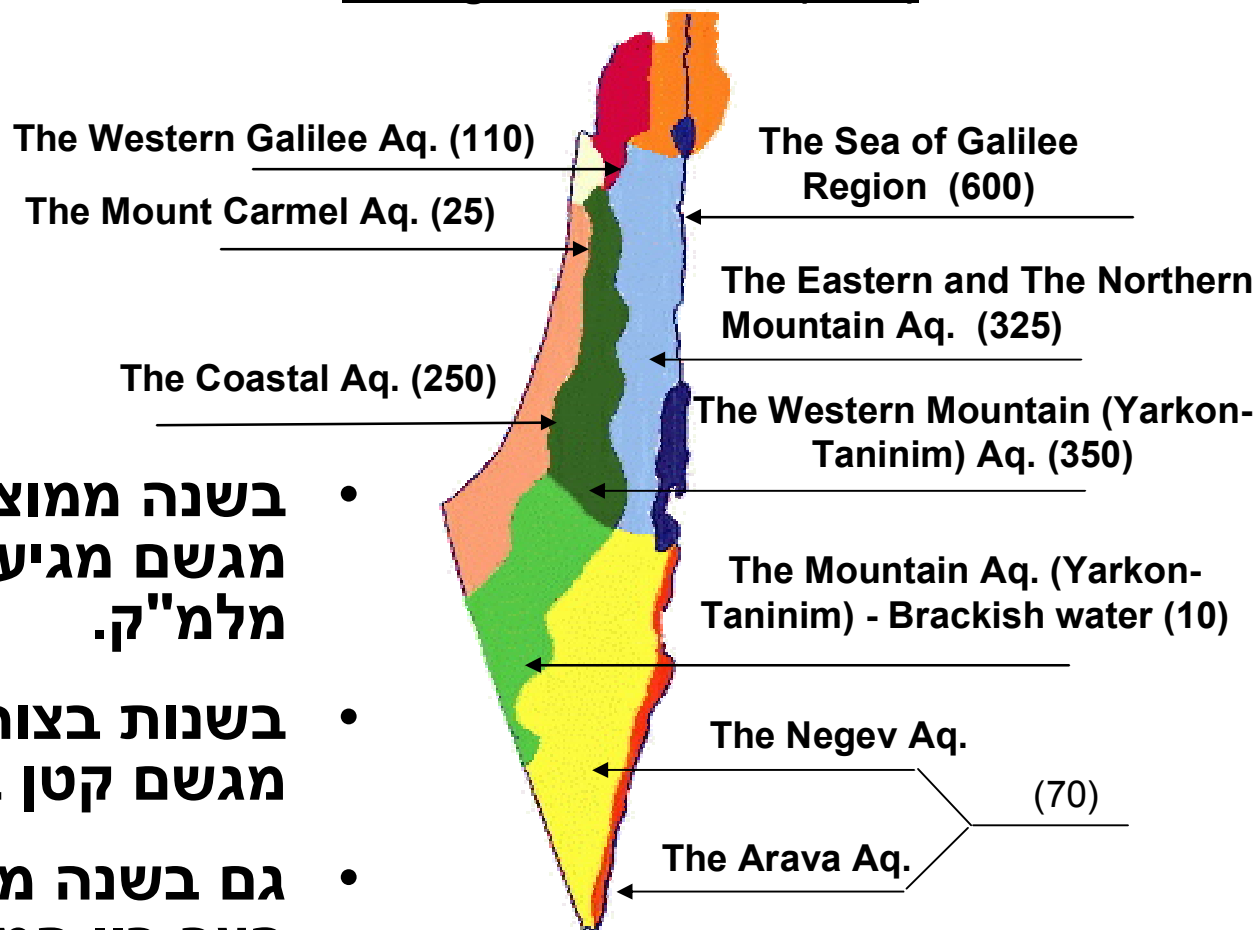 The Western Galilee Aq. (110)
The Mount Carmel Aq. (25)
The Coastal Aq. (250)
The Sea of Galilee
Region (600)
The Eastern and The Northern
Mountain Aq. (325)
The Western Mountain (Yarkon-
Taninim) Aq. (350)
The Mountain Aq. (Yarkon-
Taninim) - Brackish water (10)
The Negev Aq.
(70)
The Arava Aq.
• בשנה
מגשם מגיע
מלמ"ק.
• בשנות
מגשם קטן
• גם בשנה